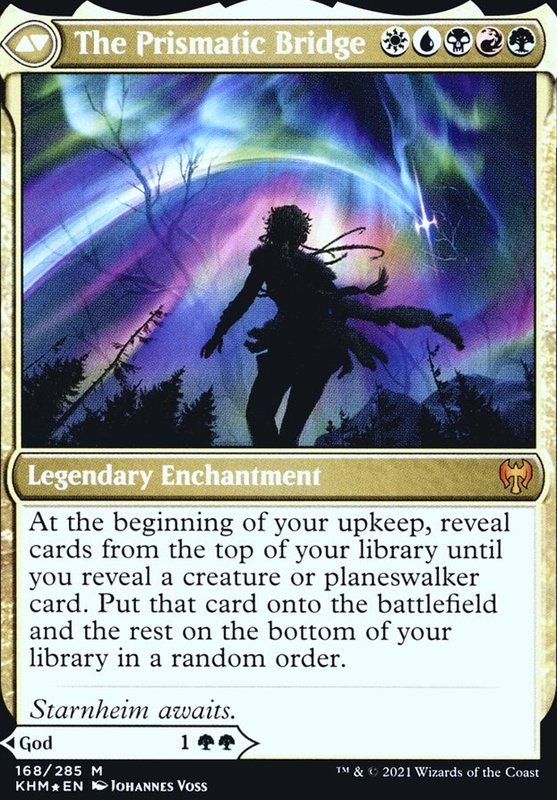 The Prismatic Bridge
Legendary Enchantment
At the beginning of your upkeep, reveal
cards from the top of your library until
you reveal a creature or planeswalker
card. Put that card onto the battlefield
and the rest on the bottom of your
library in a random order.
Starnheim awaits.
God 1
168/285 M
KHM★EN Johannes Voss
™ & © 2021 Wizards of the Coast